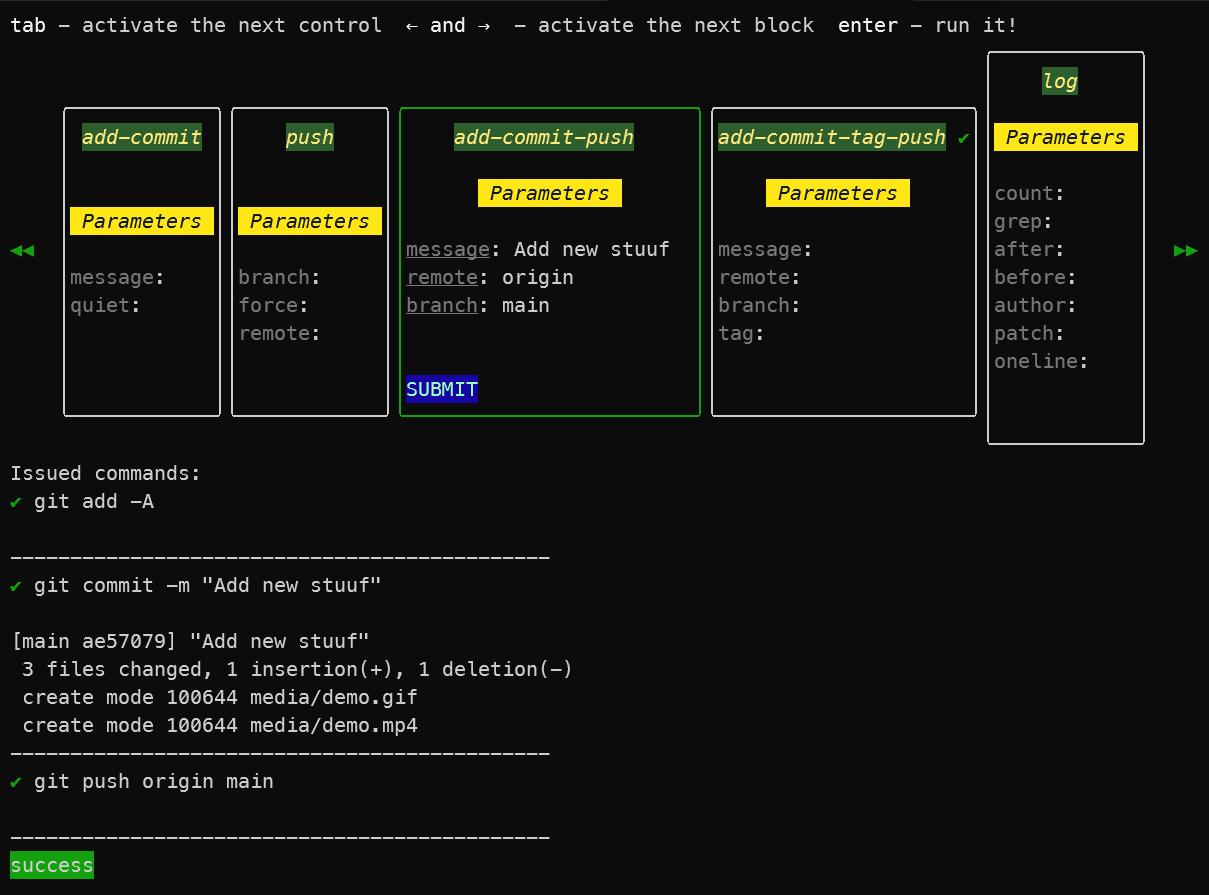 tab – activate the next control ← and → – activate the next block enter – run it!
add-commit
Parameters
message:
quiet:
push
Parameters
branch:
force:
remote:
add-commit-push
Parameters
message: Add new stuuf
remote: origin
branch: main
SUBMIT
add-commit-tag-push ✔
Parameters
message:
remote:
branch:
tag:
log
Parameters
count:
grep:
after:
before:
author:
patch:
oneline:
Issued commands:
✔ git add -A
---------------------------------------------
✔ git commit -m "Add new stuuf"
[main ae57079] "Add new stuuf"
3 files changed, 1 insertion(+), 1 deletion(-)
create mode 100644 media/demo.gif
create mode 100644 media/demo.mp4
---------------------------------------------
✔ git push origin main
---------------------------------------------
success